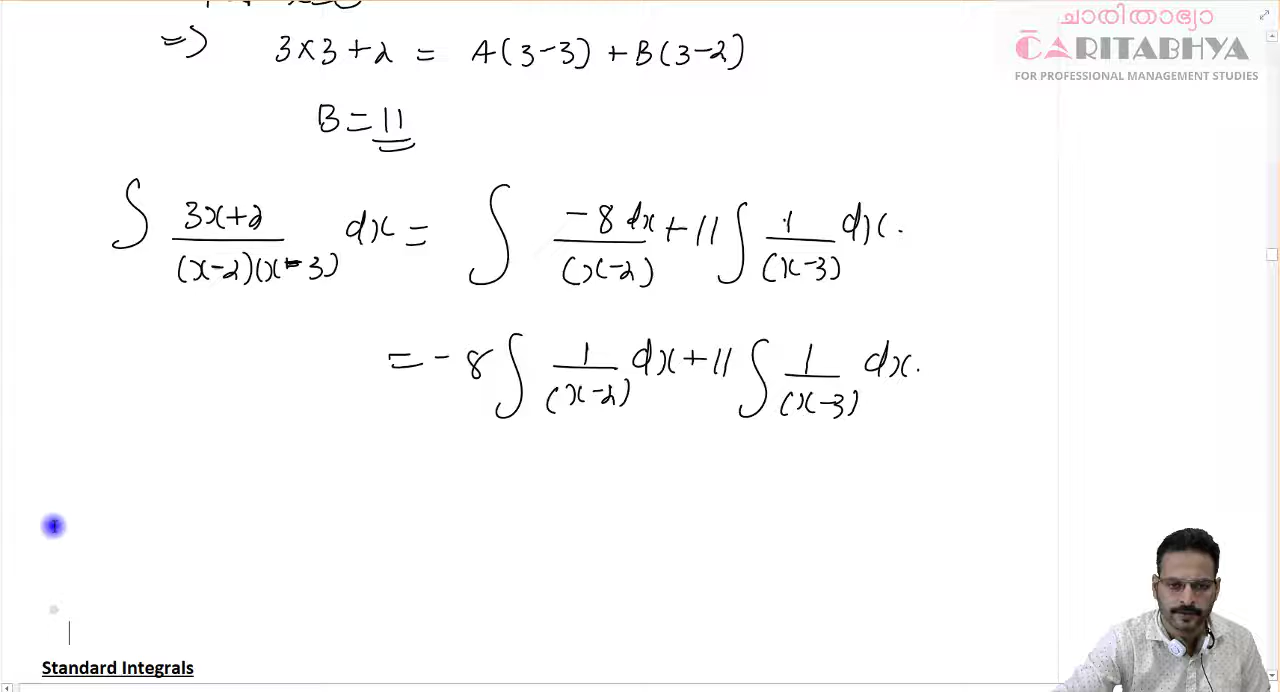 ചാരിതാഭ്യാ
CARITABHYA
FOR PROFESSIONAL MANAGEMENT STUDIES
=> 3×3+2 = A(3-3) + B(3-2)
B = 11
∫ 3x+2/(x-2)(x-3) dx = ∫ -8 dx/(x-2) + 11 ∫ 1/(x-3) dx.
= -8 ∫ 1/(x-2) dx + 11 ∫ 1/(x-3) dx.
Standard Integrals